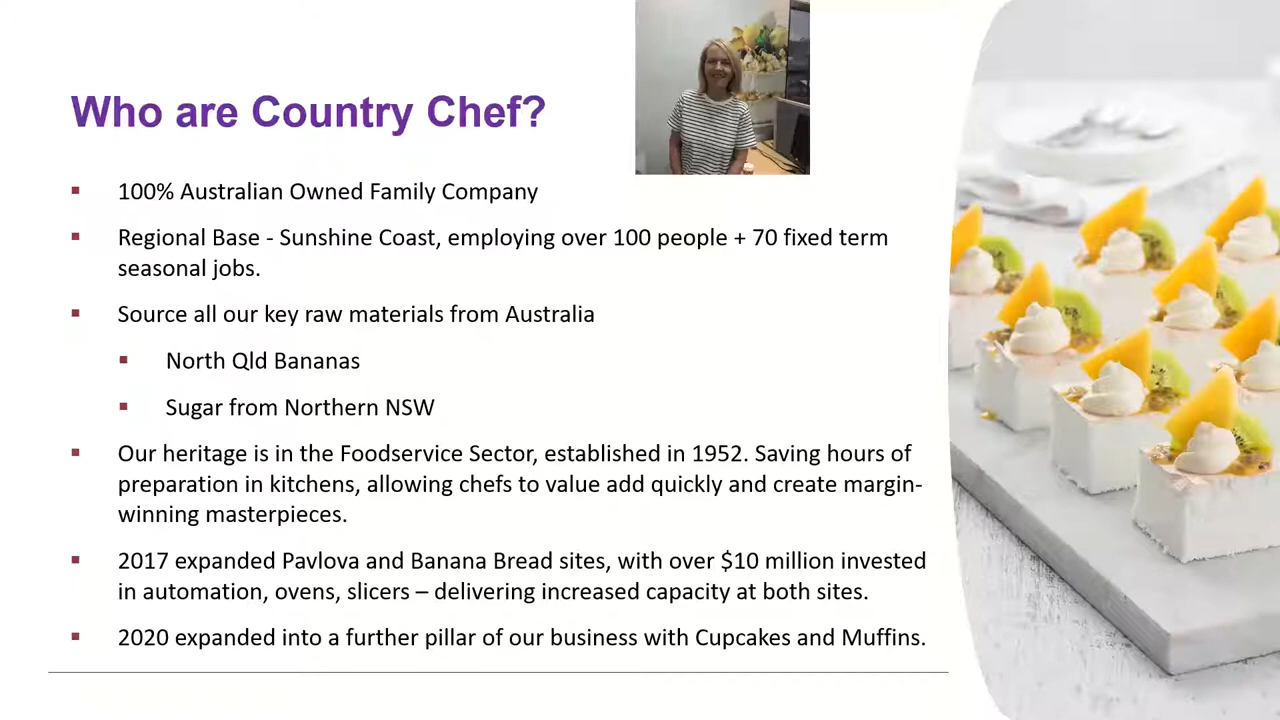 Who are Country Chef?
100% Australian Owned Family Company
Regional Base - Sunshine Coast, employing over 100 people + 70 fixed term
seasonal jobs.
Source all our key raw materials from Australia
North Qld Bananas
Sugar from Northern NSW
Our heritage is in the Foodservice Sector, established in 1952. Saving hours of
preparation in kitchens, allowing chefs to value add quickly and create margin-
winning masterpieces.
2017 expanded Pavlova and Banana Bread sites, with over $10 million invested
in automation, ovens, slicers – delivering increased capacity at both sites.
2020 expanded into a further pillar of our business with Cupcakes and Muffins.